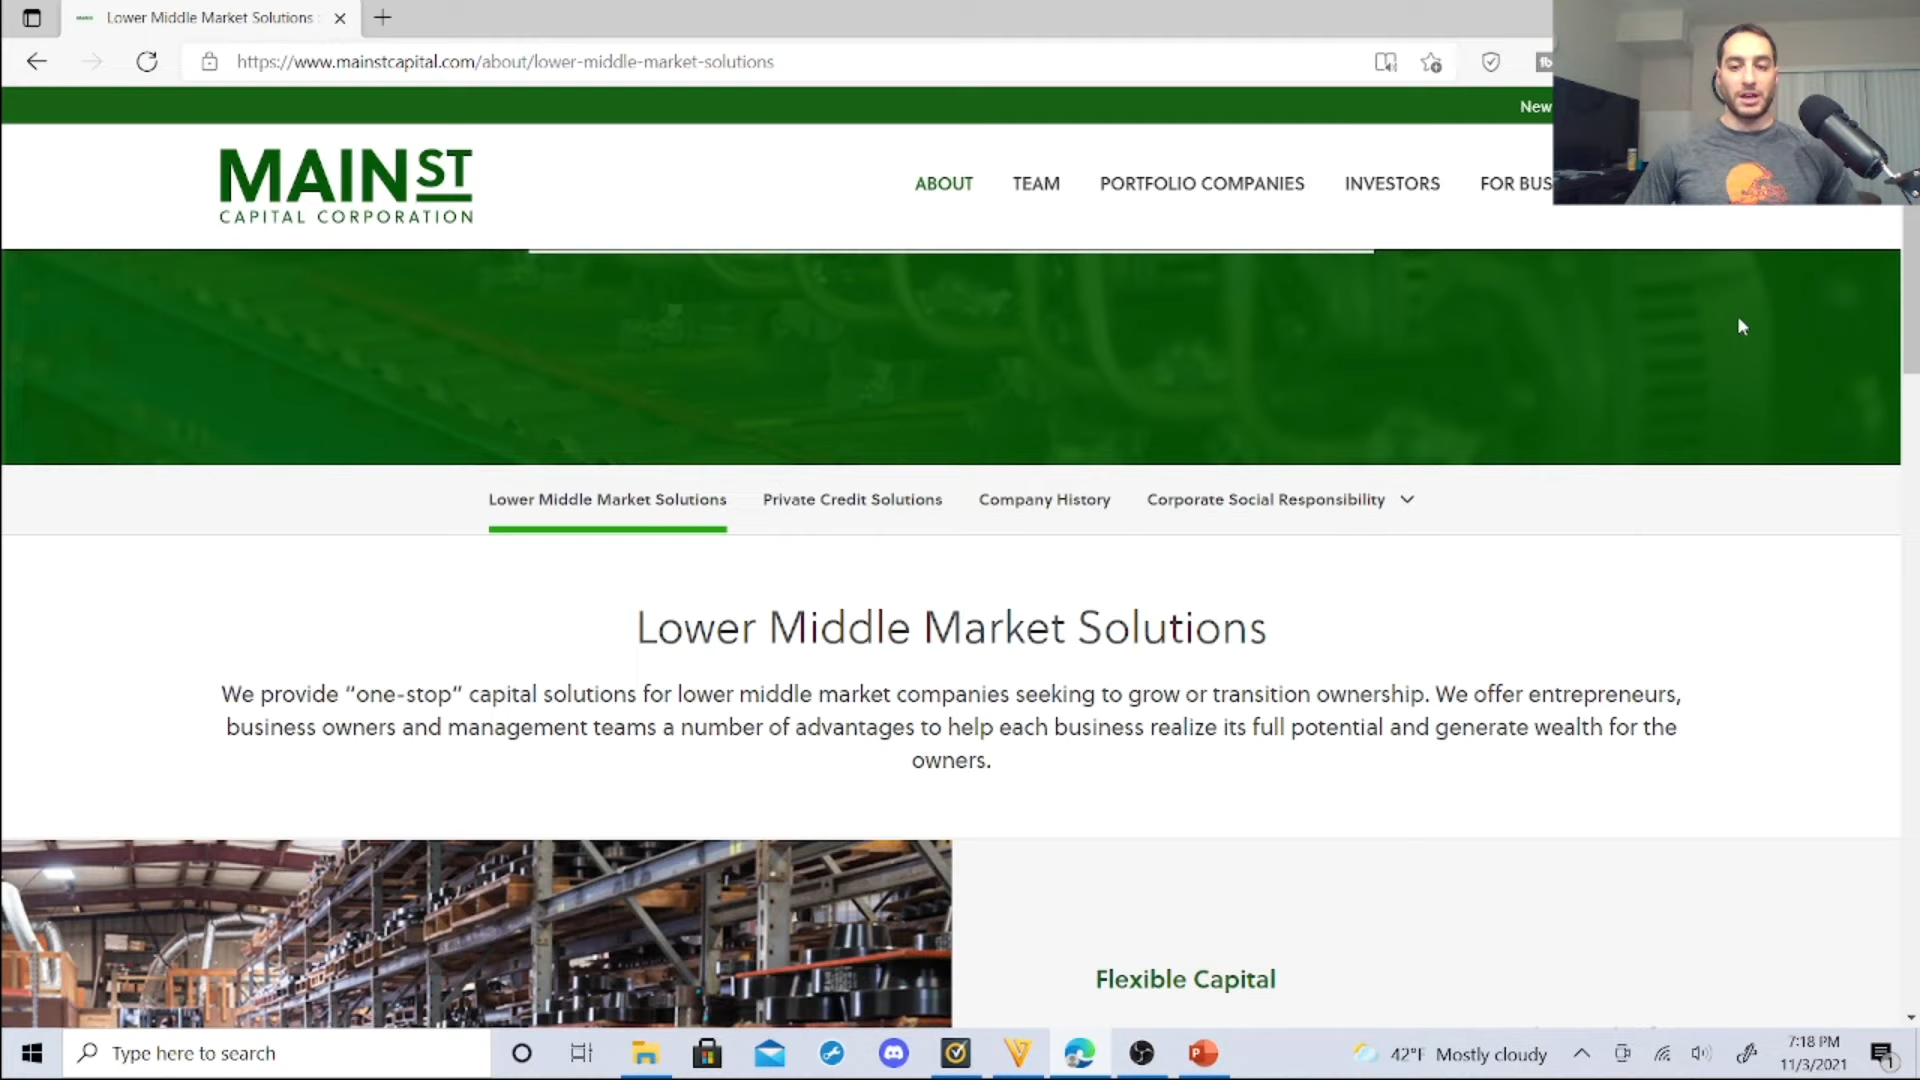 Lower Middle Market Solutions
https://www.mainstcapital.com/about/lower-middle-market-solutions
New
MAIN ST
CAPITAL CORPORATION
ABOUT TEAM PORTFOLIO COMPANIES INVESTORS FOR BUS
Lower Middle Market Solutions Private Credit Solutions Company History Corporate Social Responsibility
Lower Middle Market Solutions
We provide “one-stop” capital solutions for lower middle market companies seeking to grow or transition ownership. We offer entrepreneurs,
business owners and management teams a number of advantages to help each business realize its full potential and generate wealth for the
owners.
Flexible Capital
Type here to search
42°F Mostly cloudy
7:18 PM
11/3/2021
1